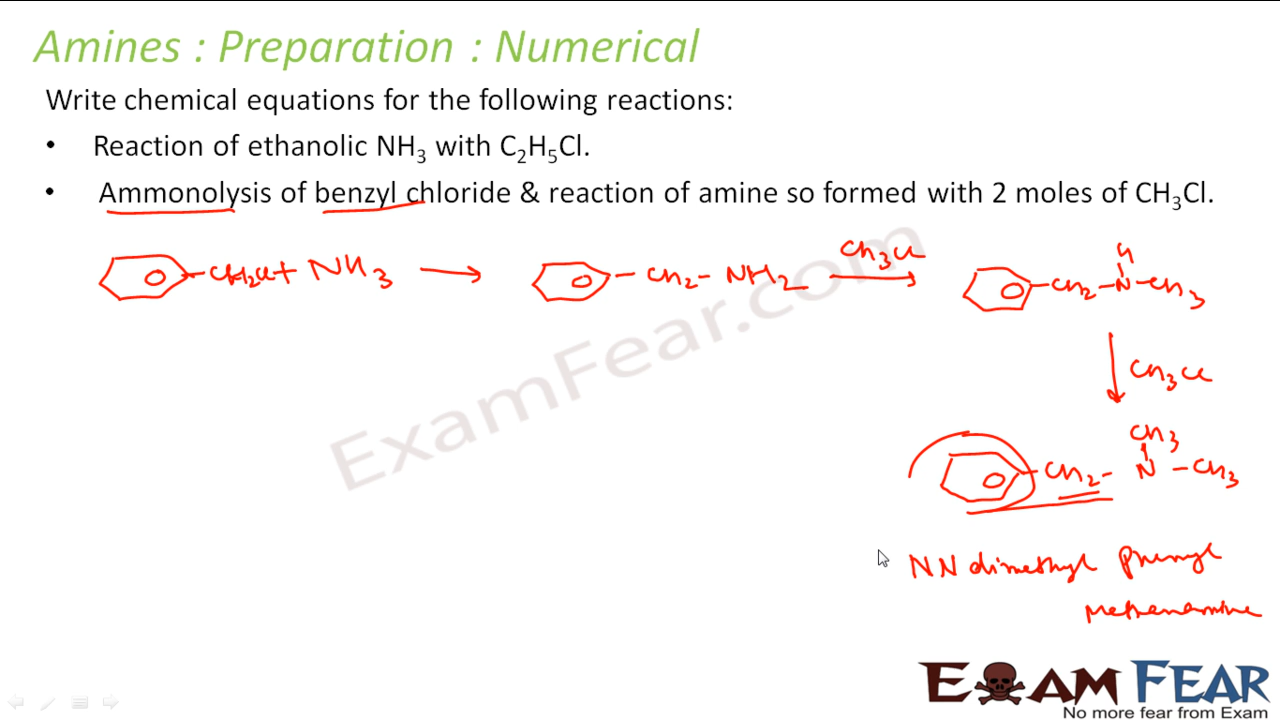 Amines : Preparation : Numerical
Write chemical equations for the following reactions:
• Reaction of ethanolic NH₃ with C₂H₅Cl.
• Ammonolysis of benzyl chloride & reaction of amine so formed with 2 moles of CH₃Cl.
CH₂Cl + NH₃ → CH₂ - NH₂ CH₃Cl → H
CH₂ - N - CH₃
CH₃Cl
CH₃
CH₂ - N - CH₃
NN dimethyl phenyl
methanamine
ExamFear.com
EXAM FEAR
No more fear from Exam